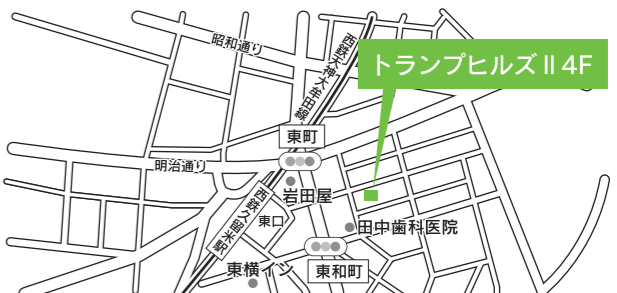 昭和通り
西鉄天神大牟田線
トランプヒルズⅡ4F
東町
明治通り
岩田屋
西鉄久留米駅
東口
田中歯科医院
東横イン
東和町